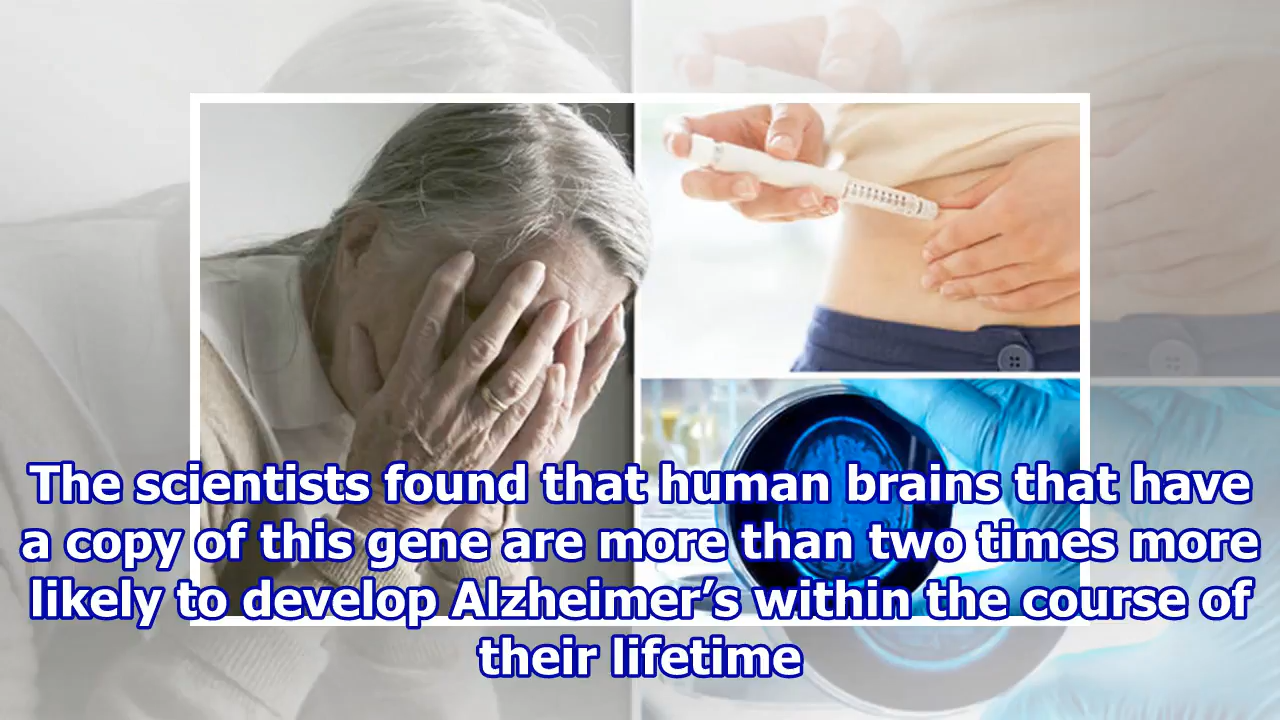 The scientists found that human brains that have
a copy of this gene are more than two times more
likely to develop Alzheimer’s within the course of
their lifetime